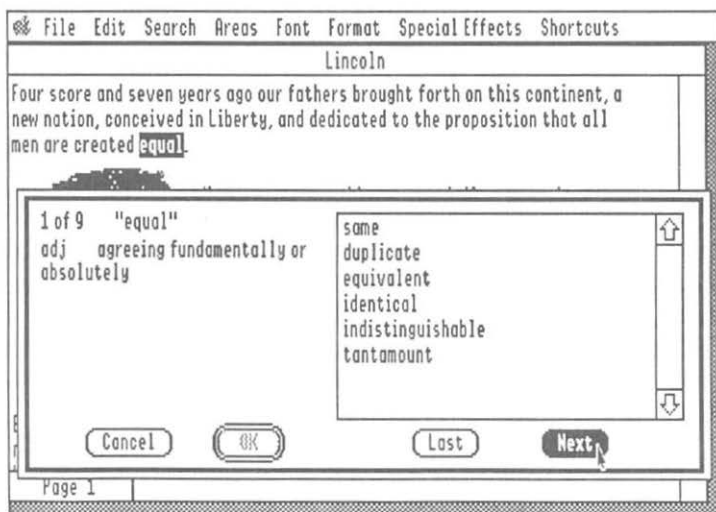 File Edit Search Areas Font Format Special Effects Shortcuts
Lincoln
Four score and seven years ago our fathers brought forth on this continent, a
new nation, conceived in Liberty, and dedicated to the proposition that all
men are created equal.
1 of 9 "equal"
adj agreeing fundamentally or
absolutely
same
duplicate
equivalent
identical
indistinguishable
tantamount
Cancel OK Last Next
Page 1